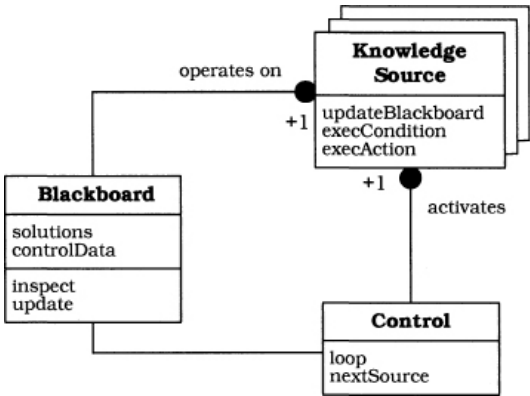 Knowledge
Source
operates on
+1
updateBlackboard
execCondition
execAction
+1
activates
Blackboard
solutions
controlData
inspect
update
Control
loop
nextSource